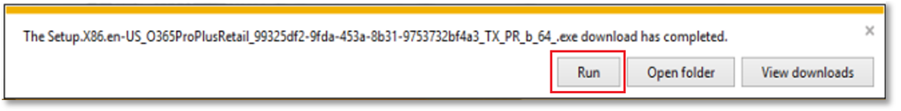 The Setup.X86.en-US_O365ProPlusRetail_99325df2-9fda-453a-8b31-9753732bf4a3_TX_PR_b_64_.exe download has completed.
Run Open folder View downloads